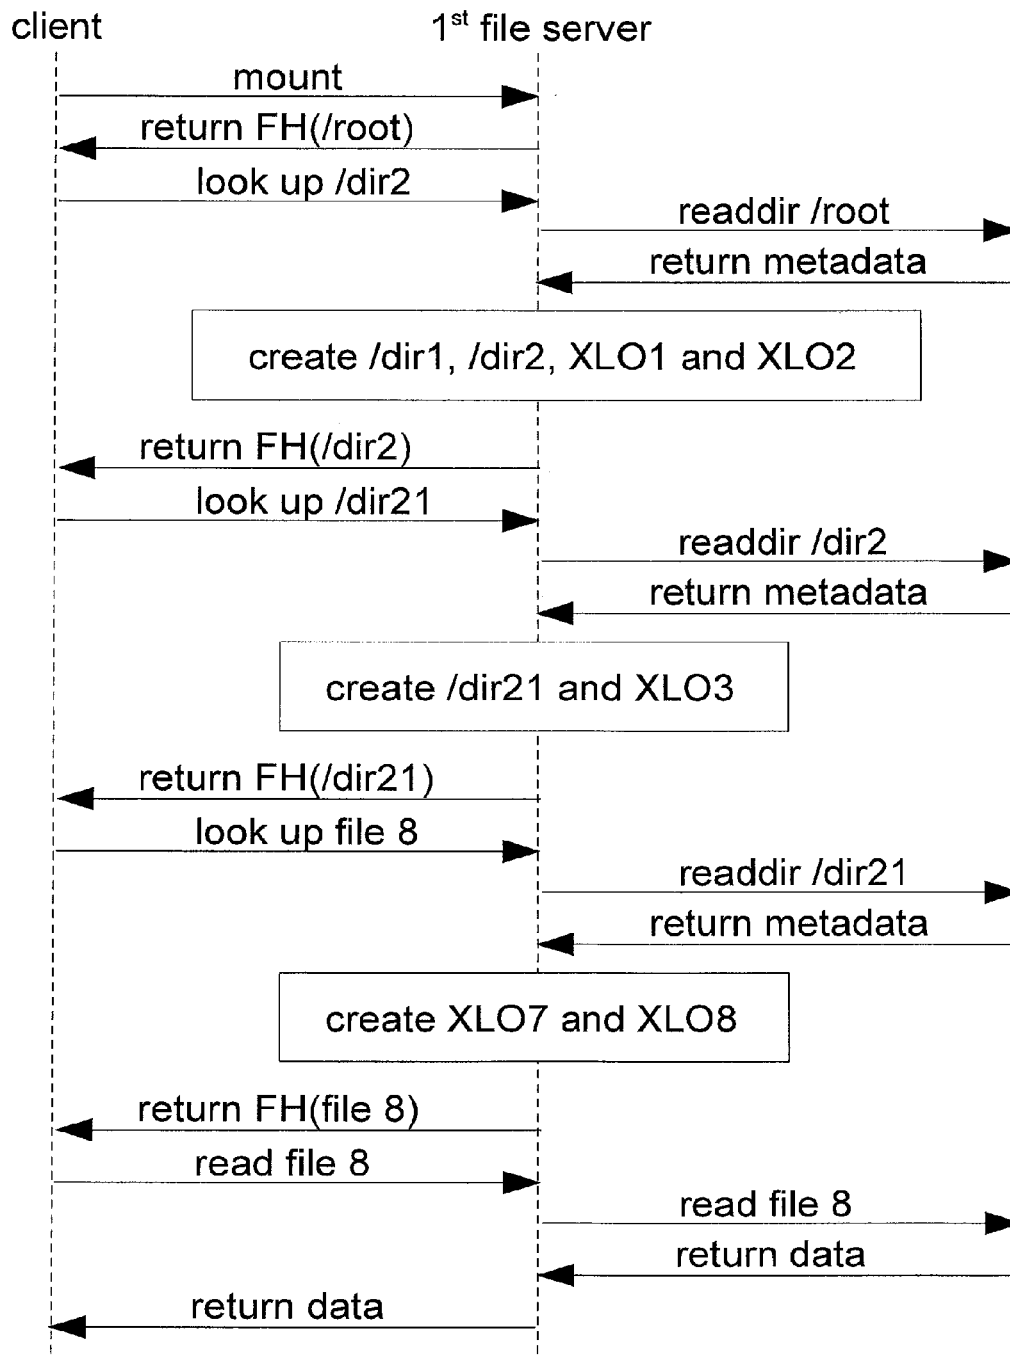 client
1st file server
mount
return FH(/root)
look up /dir2
readdir /root
return metadata
create /dir1, /dir2, XLO1 and XLO2
return FH(/dir2)
look up /dir21
readdir /dir2
return metadata
create /dir21 and XLO3
return FH(/dir21)
look up file 8
readdir /dir21
return metadata
create XLO7 and XLO8
return FH(file 8)
read file 8
read file 8
return data
return data